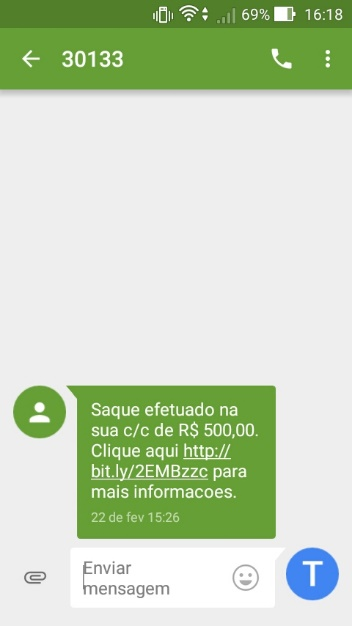 69% 16:18
30133
Saque efetuado na
sua c/c de R$ 500,00.
Clique aqui http://
bit.ly/2EMBzzc para
mais informacoes.
22 de fev 15:26
Enviar
mensagem
T